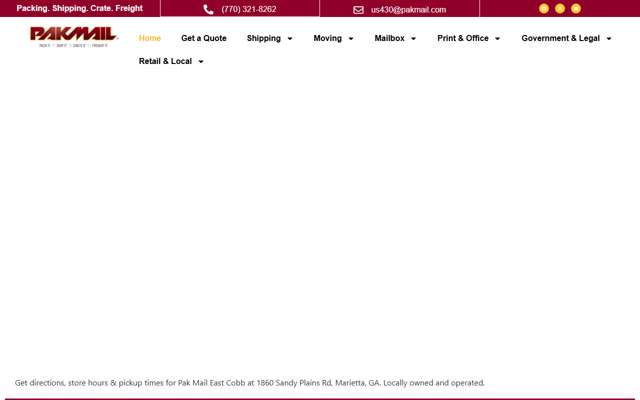 Packing. Shipping. Crate. Freight
(770) 321-8262
us430@pakmail.com
PAKMAIL
Home
Get a Quote
Shipping
Moving
Mailbox
Print & Office
Government & Legal
Retail & Local
Get directions, store hours & pickup times for Pak Mail East Cobb at 1860 Sandy Plains Rd, Marietta, GA. Locally owned and operated.